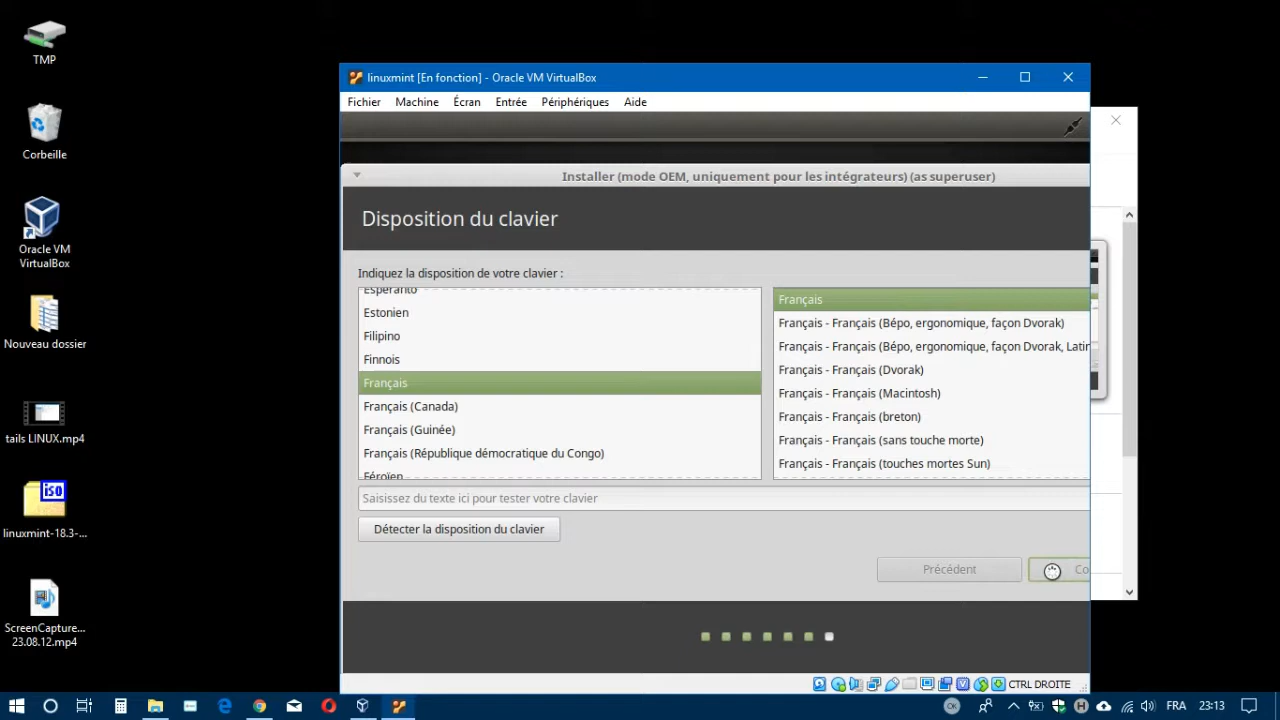 TMP
Corbeille
Oracle VM
VirtualBox
Nouveau dossier
tails LINUX.mp4
ISO
linuxmint-18.3-...
ScreenCapture...
23.08.12.mp4
linuxmint [En fonction] - Oracle VM VirtualBox
Fichier Machine Écran Entrée Périphériques Aide
Installer (mode OEM, uniquement pour les intégrateurs) (as superuser)
Disposition du clavier
Indiquez la disposition de votre clavier :
Espéranto
Estonien
Filipino
Finnois
Français
Français (Canada)
Français (Guinée)
Français (République démocratique du Congo)
Féroïen
Français
Français - Français (Bépo, ergonomique, façon Dvorak)
Français - Français (Bépo, ergonomique, façon Dvorak, Latin
Français - Français (Dvorak)
Français - Français (Macintosh)
Français - Français (breton)
Français - Français (sans touche morte)
Français - Français (touches mortes Sun)
Saisissez du texte ici pour tester votre clavier
Détecter la disposition du clavier
Précédent
Co
CTRL DROITE
OK
FRA
23:13